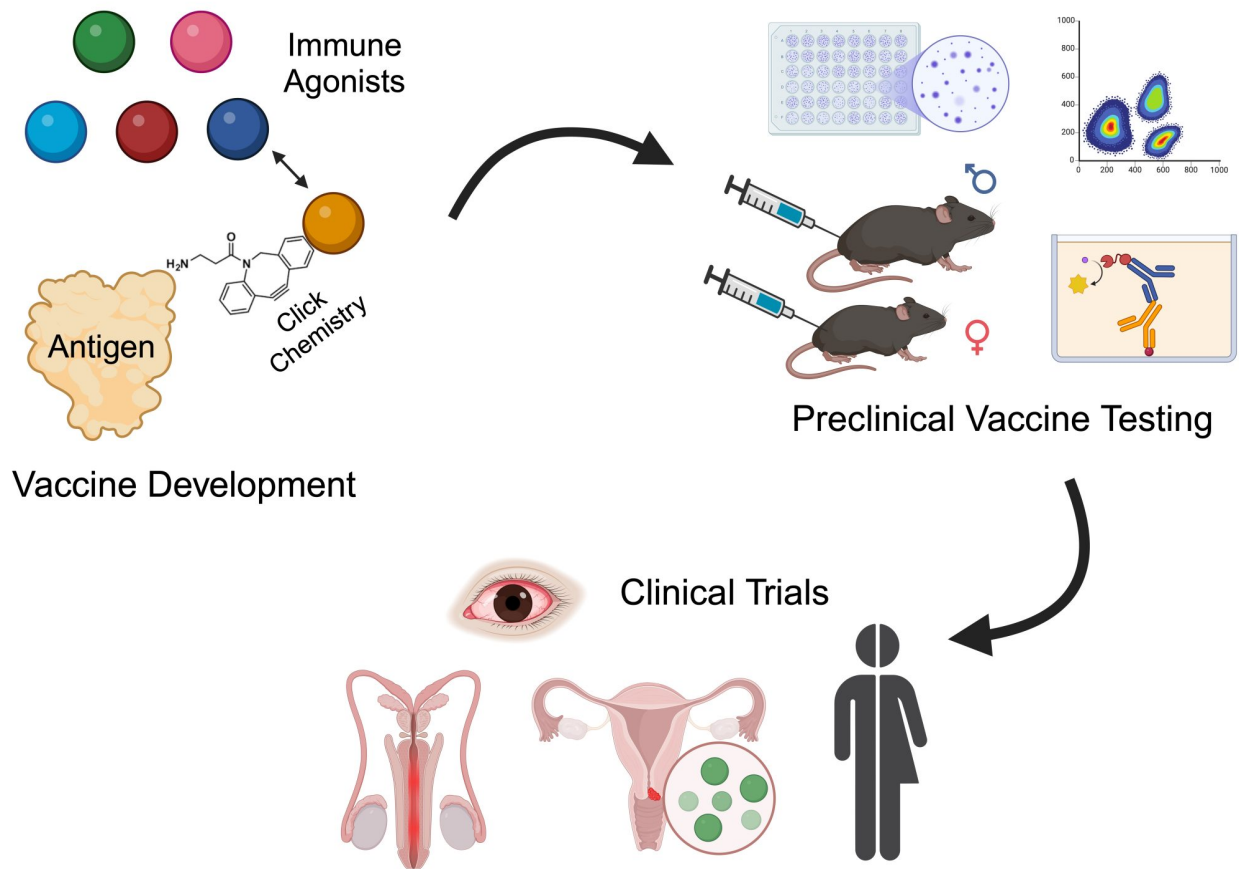 Immune
Agonists
O
H₂N
N
Click
Chemistry
Antigen
Vaccine Development
1000
800
600
400
200
0
0 200 400 600 800 1000
Preclinical Vaccine Testing
Clinical Trials